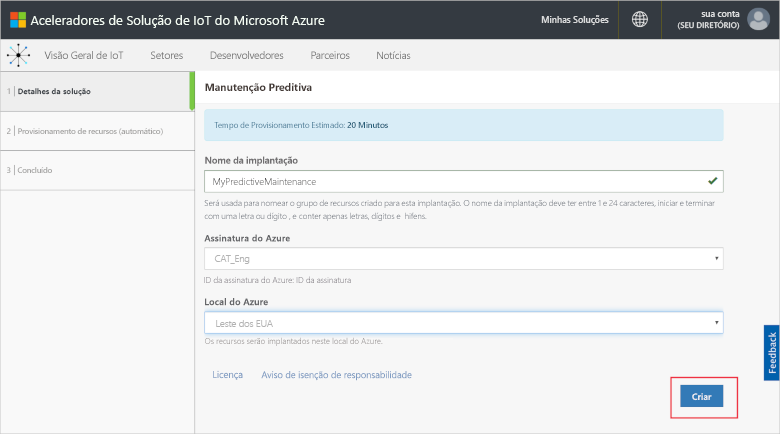 Aceleradores de Solução de IoT do Microsoft Azure
Minhas Soluções
sua conta
(SEU DIRETÓRIO)
Visão Geral de IoT
Setores
Desenvolvedores
Parceiros
Notícias
1 Detalhes da solução
2 Provisionamento de recursos (automático)
3 Concluído
Manutenção Preditiva
Tempo de Provisionamento Estimado: 20 Minutos
Nome da implantação
MyPredictiveMaintenance
Será usada para nomear o grupo de recursos criado para esta implantação. O nome da implantação deve ter entre 1 e 24 caracteres, iniciar e terminar
com uma letra ou dígito , e conter apenas letras, dígitos e hifens.
Assinatura do Azure
CAT_Eng
ID da assinatura do Azure: ID da assinatura
Local do Azure
Leste dos EUA
Os recursos serão implantados neste local do Azure.
Licença
Aviso de isenção de responsabilidade
Criar
Feedback